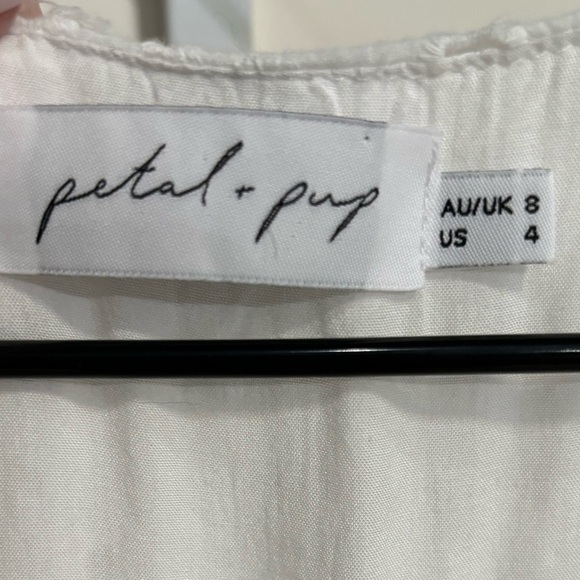 petal + pup
AU/UK 8
US 4